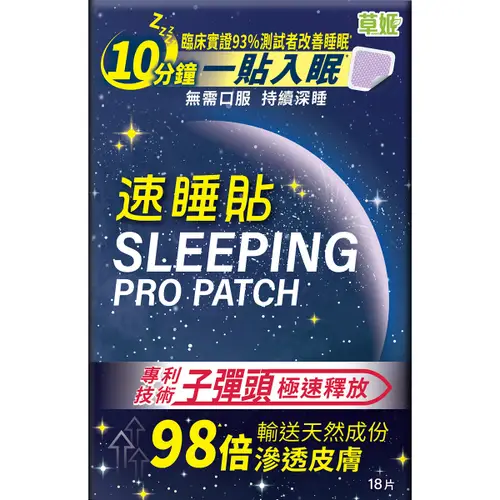 草姬
臨床實證93%測試者改善睡眠*
10分鐘一貼入眠*
無需口服 持續深睡
速睡貼
SLEEPING
PRO PATCH
專利技術 子彈頭 極速釋放
98倍 輸送天然成份 滲透皮膚
18片